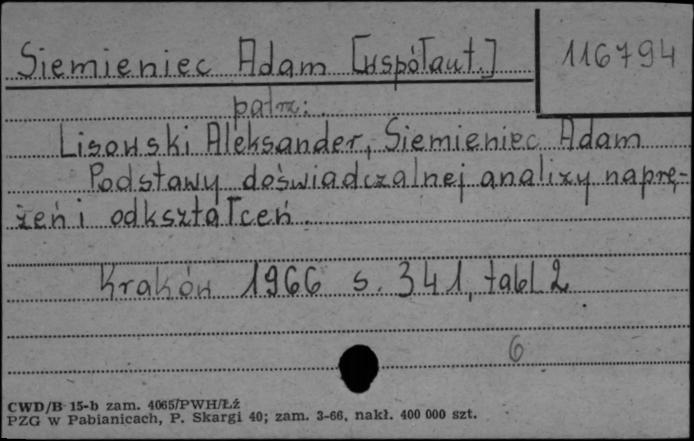 Siemieniec Adam [współaut.]
116794
patrz:
Lisowski Aleksander, Siemieniec Adam
Podstawy doświadczalnej analizy naprę-
żeń i odkształceń.
Kraków 1966 s. 341, tabl 2
6
CWD/B 15-b zam. 4065/PWH/Łź
PZG w Pabianicach, P. Skargi 40; zam. 3-66, nakł. 400 000 szt.